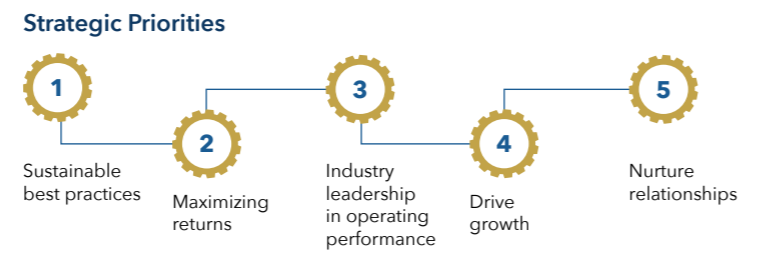 Strategic Priorities
1
Sustainable
best practices
2
Maximizing
returns
3
Industry
leadership
in operating
performance
4
Drive
growth
5
Nurture
relationships